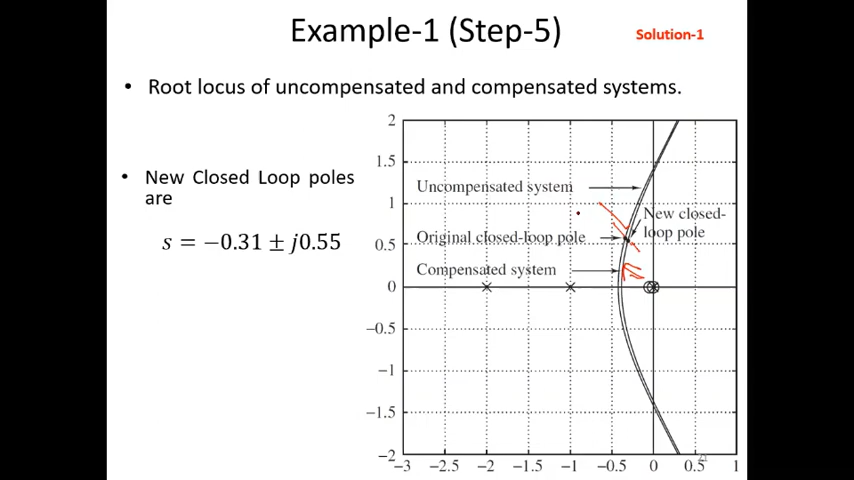 Example-1 (Step-5)
Solution-1
• Root locus of uncompensated and compensated systems.
• New Closed Loop poles
are
s = −0.31 ± j0.55
2
1.5
1
0.5
0
−0.5
−1
−1.5
−2
Uncompensated system
New closed-
loop pole
Original closed-loop pole
Compensated system
−3 −2.5 −2 −1.5 −1 −0.5 0 0.5 1